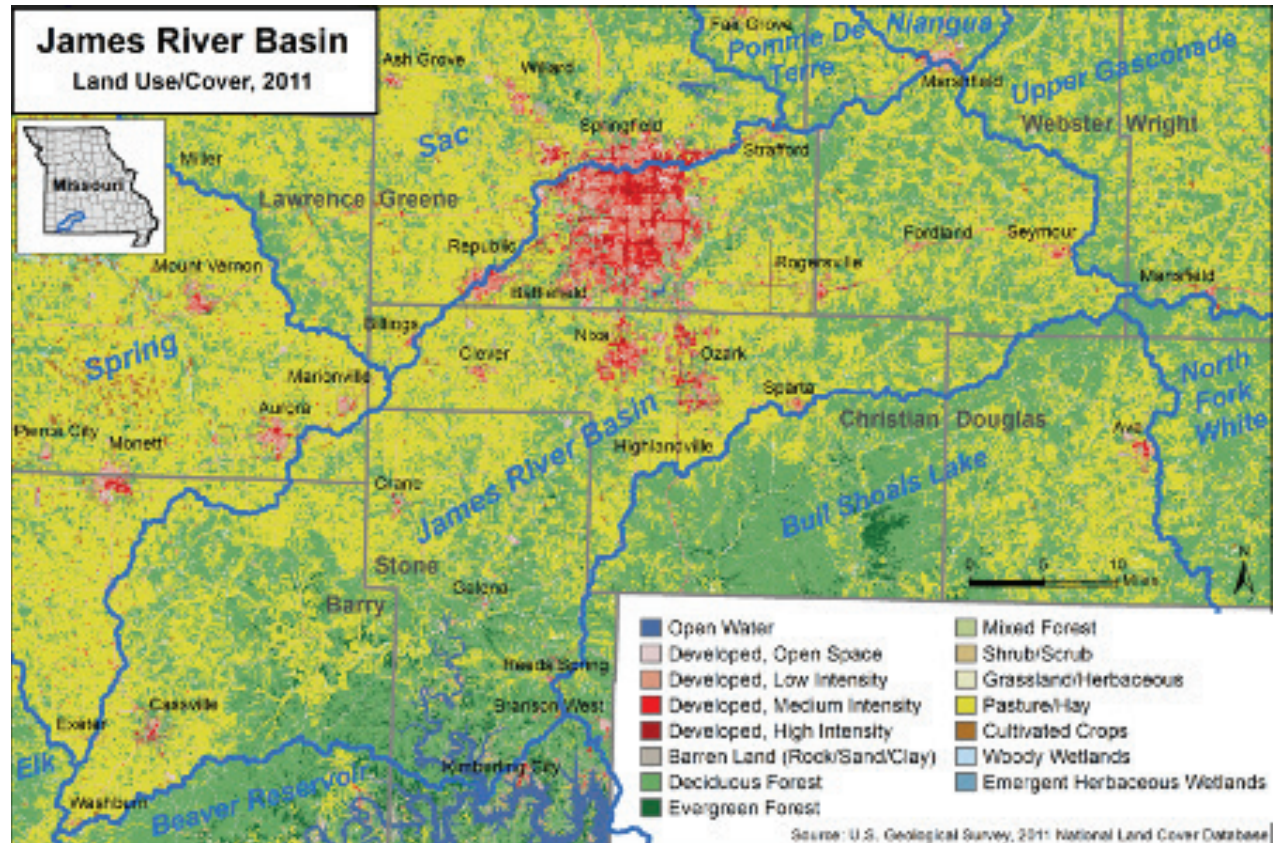 James River Basin
Land Use/Cover, 2011
Missouri
Fair Grove
Pomme De
Terre
Niangua
Ash Grove
Willard
Marshfield
Upper Gasconade
Sac
Springfield
Strafford
Webster
Wright
Miller
Lawrence
Greene
Republic
Fordland
Seymour
Mount Vernon
Battlefield
Rogersville
Mansfield
Billings
Nixa
Spring
Clever
Ozark
Marionville
Sparta
North
Fork
White
Aurora
Christian
Douglas
Pierce City
Monett
James River Basin
Highlandville
Ava
Crane
Bull Shoals Lake
Stone
N
0 5 10
Miles
Galena
Barry
Reeds Spring
Cassville
Branson West
Exeter
Elk
Kimberling City
Beaver Reservoir
Washburn
Open Water
Developed, Open Space
Developed, Low Intensity
Developed, Medium Intensity
Developed, High Intensity
Barren Land (Rock/Sand/Clay)
Deciduous Forest
Evergreen Forest
Mixed Forest
Shrub/Scrub
Grassland/Herbaceous
Pasture/Hay
Cultivated Crops
Woody Wetlands
Emergent Herbaceous Wetlands
Source: U.S. Geological Survey, 2011 National Land Cover Database